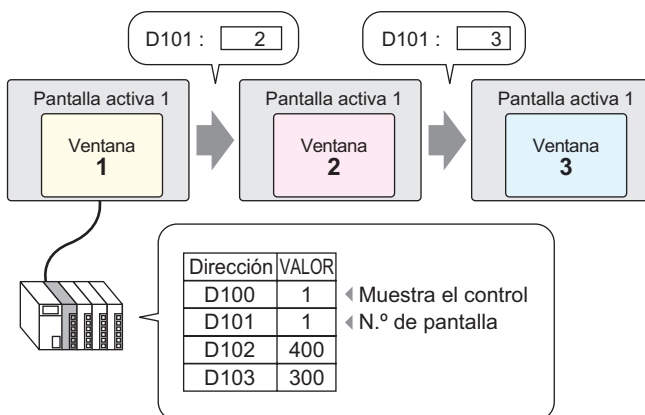 D101 : 2
D101 : 3
Pantalla activa 1
Ventana
1
Pantalla activa 1
Ventana
2
Pantalla activa 1
Ventana
3
Dirección VALOR
D100 1 Muestra el control
D101 1 N.º de pantalla
D102 400
D103 300